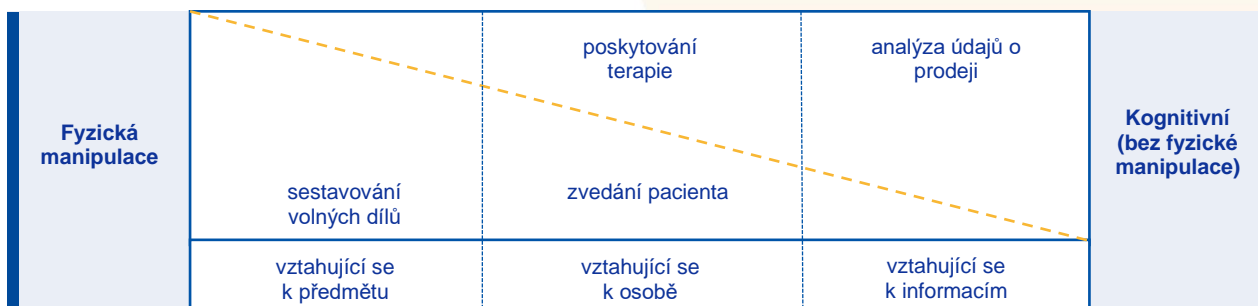 Fyzická
manipulace
poskytování
terapie
analýza údajů o
prodeji
sestavování
volných dílů
zvedání pacienta
Kognitivní
(bez fyzické
manipulace)
vztahující se
k předmětu
vztahující se
k osobě
vztahující se
k informacím